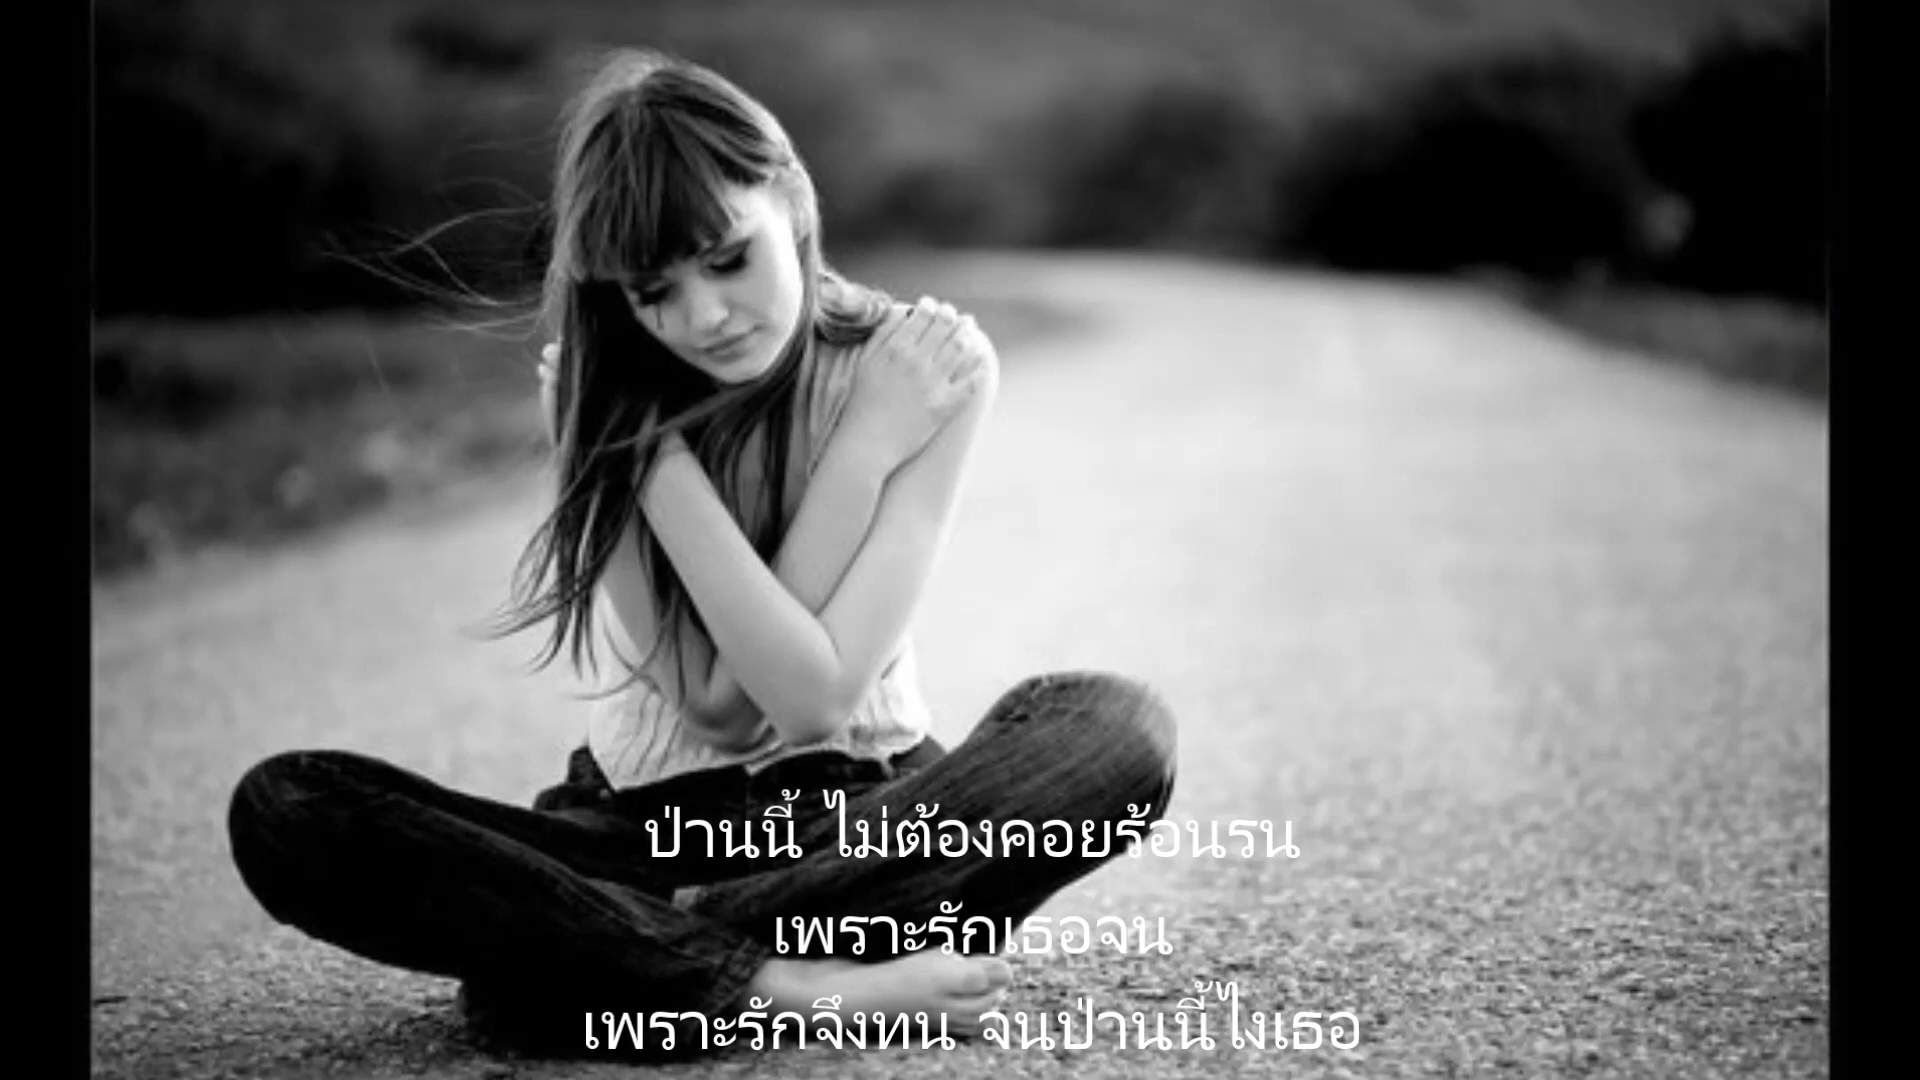 ป่านนี้ ไม่ต้องคอยร้อนรน
เพราะรักเธอจน
เพราะรักจึงทน จนป่านนี้ไงเธอ